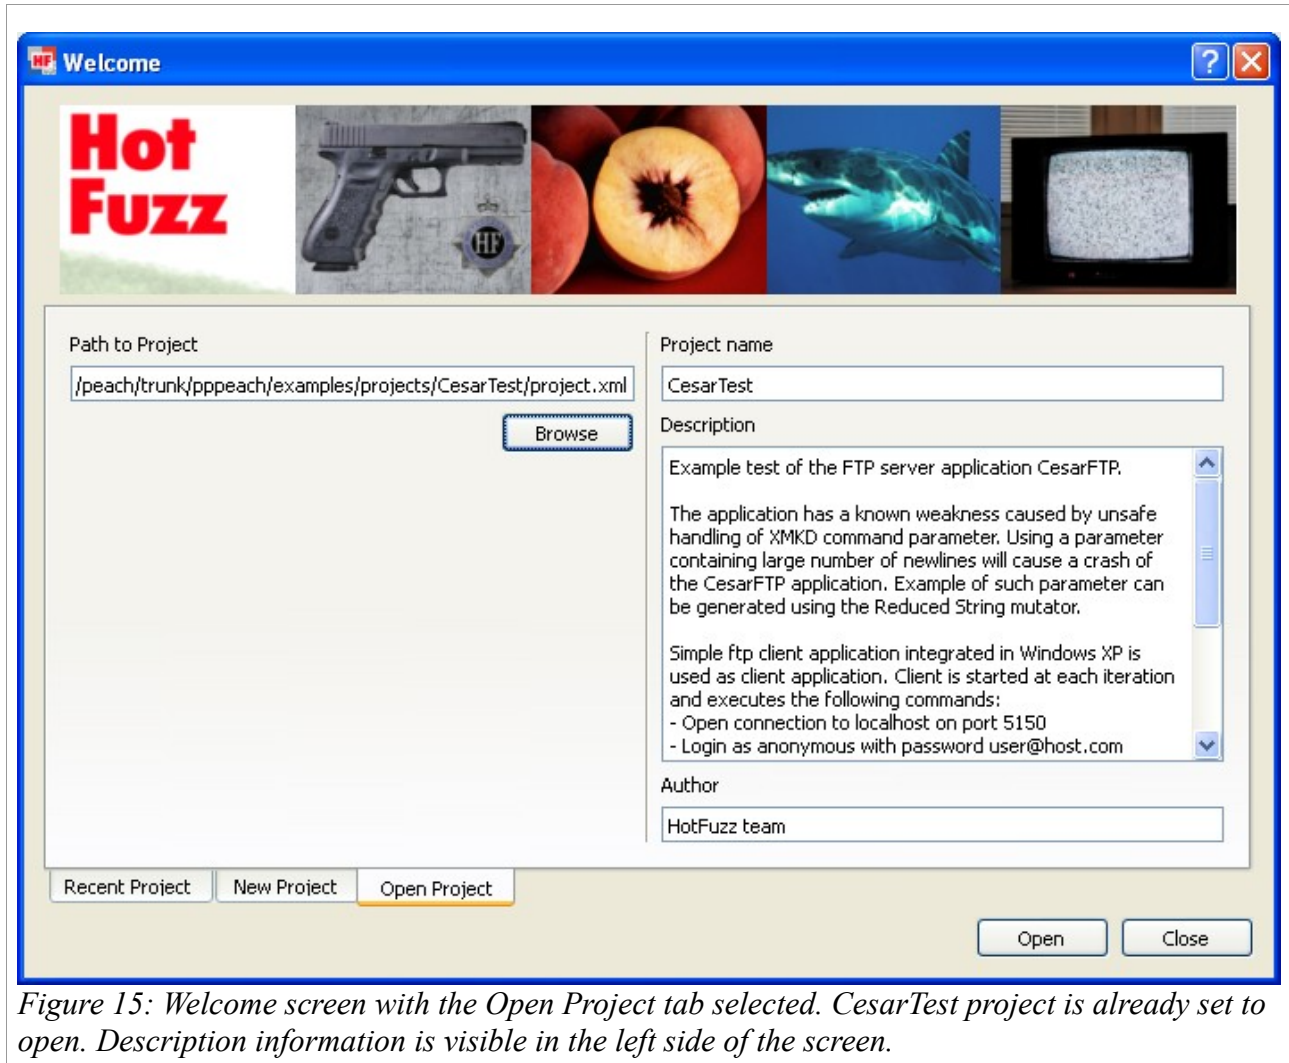 HF Welcome
Hot
Fuzz
HF
Path to Project
/peach/trunk/pppeach/examples/projects/CesarTest/project.xml
Browse
Project name
CesarTest
Description
Example test of the FTP server application CesarFTP.
The application has a known weakness caused by unsafe
handling of XMKD command parameter. Using a parameter
containing large number of newlines will cause a crash of
the CesarFTP application. Example of such parameter can
be generated using the Reduced String mutator.
Simple ftp client application integrated in Windows XP is
used as client application. Client is started at each iteration
and executes the following commands:
- Open connection to localhost on port 5150
- Login as anonymous with password user@host.com
Author
HotFuzz team
Recent Project New Project Open Project
Open Close
Figure 15: Welcome screen with the Open Project tab selected. CesarTest project is already set to
open. Description information is visible in the left side of the screen.